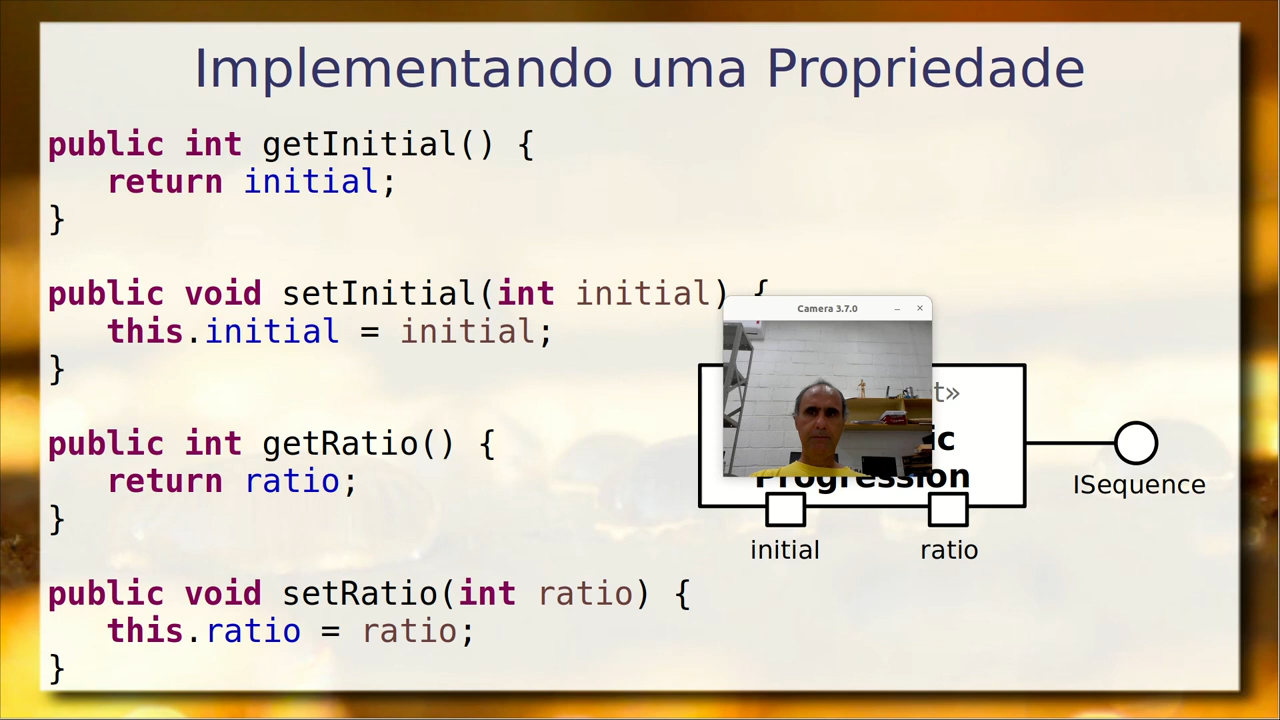 Implementando uma Propriedade
public int getInitial() {
return initial;
}
public void setInitial(int initial) {
this.initial = initial;
}
public int getRatio() {
return ratio;
}
public void setRatio(int ratio) {
this.ratio = ratio;
}
Camera 3.7.0
t»
ic
Progression
ISequence
initial
ratio